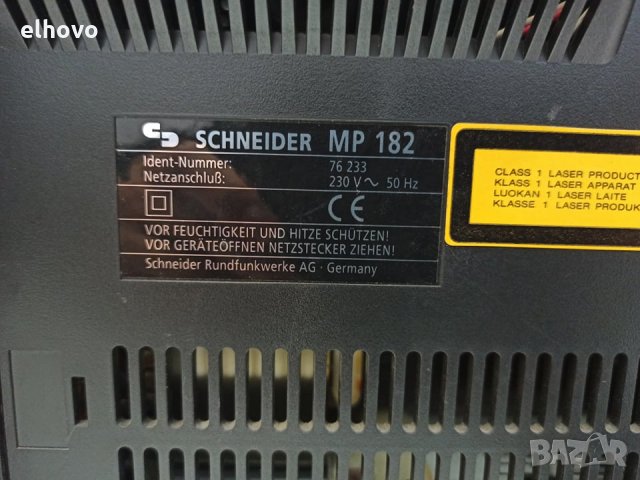 elhovo
SCHNEIDER MP 182
Ident-Nummer: 76 233
Netzanschluß: 230 V ~ 50 Hz
CE
VOR FEUCHTIGKEIT UND HITZE SCHÜTZEN!
VOR GERÄTEÖFFNEN NETZSTECKER ZIEHEN!
Schneider Rundfunkwerke AG · Germany
CLASS 1 LASER PRODUCT
KLASS 1 LASER APPARAT
LUOKAN 1 LASER LAITE
KLASSE 1 LASER PRODUK
BAZAR